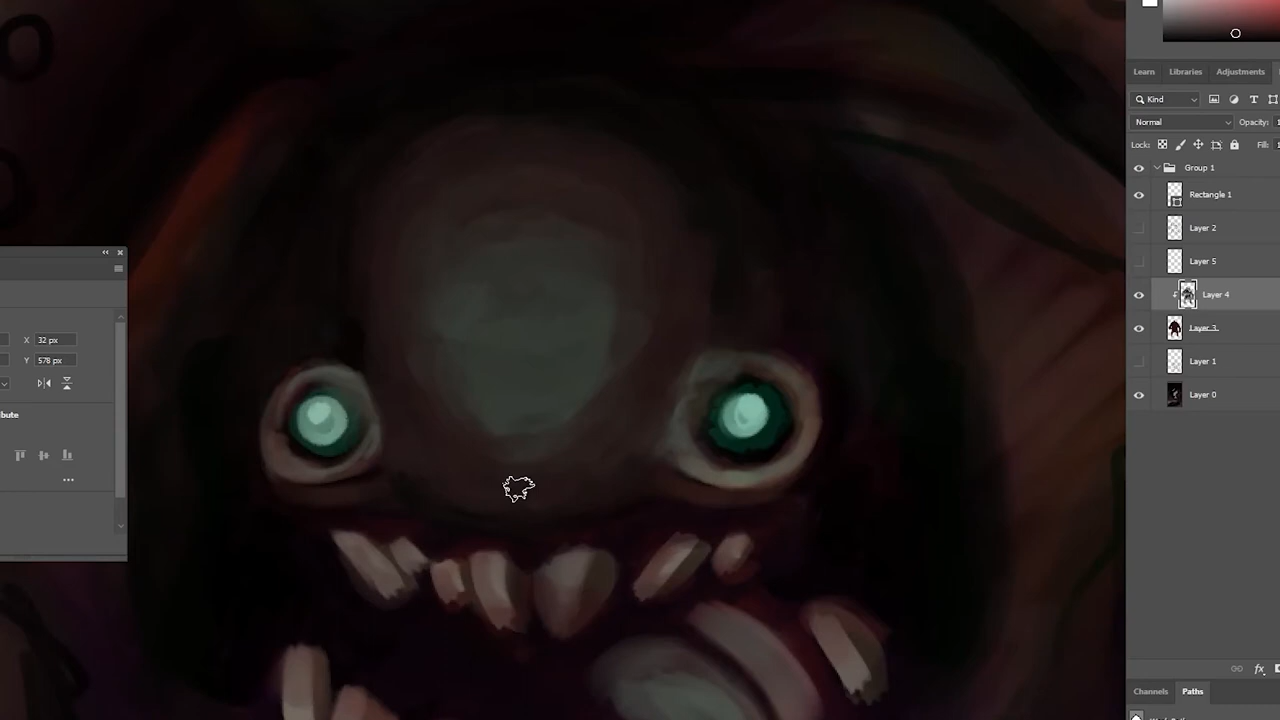 Learn Libraries Adjustments
Kind
Normal Opacity:
Lock: Fill:
Group 1
Rectangle 1
Layer 2
Layer 5
Layer 4
Layer 3
Layer 1
Layer 0
X 32 px
Y 578 px
fx
Channels Paths